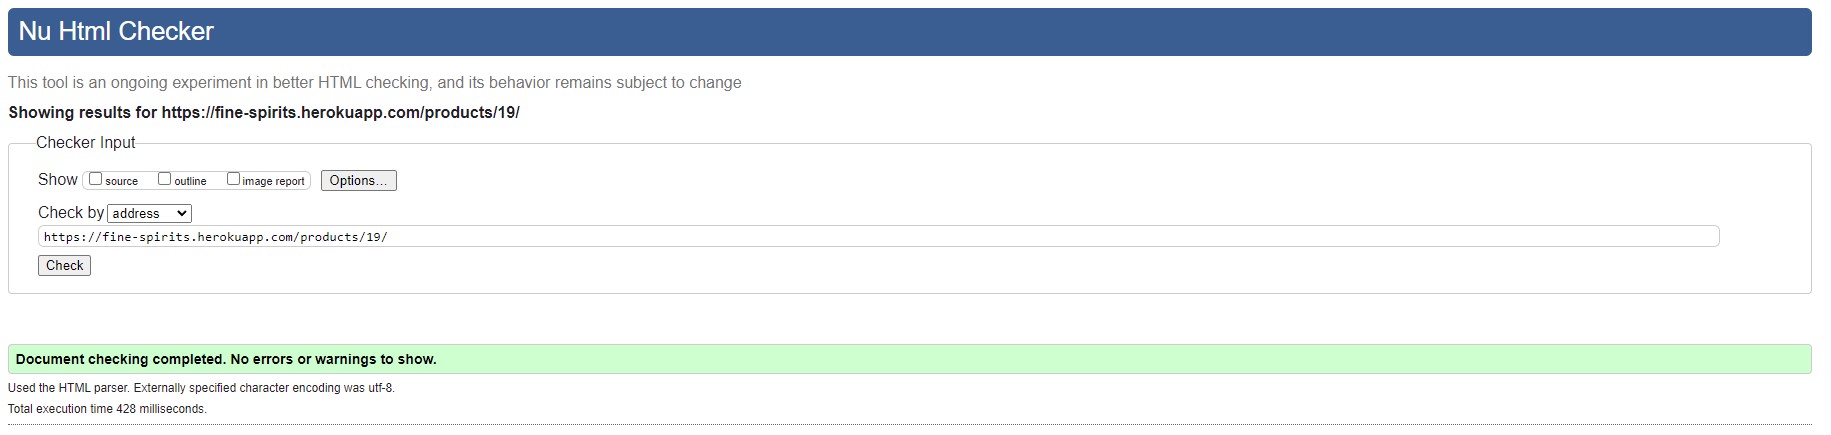 Nu Html Checker
This tool is an ongoing experiment in better HTML checking, and its behavior remains subject to change
Showing results for https://fine-spirits.herokuapp.com/products/19/
Checker Input
Show source outline image report Options...
Check by address
https://fine-spirits.herokuapp.com/products/19/
Check
Document checking completed. No errors or warnings to show.
Used the HTML parser. Externally specified character encoding was utf-8.
Total execution time 428 milliseconds.